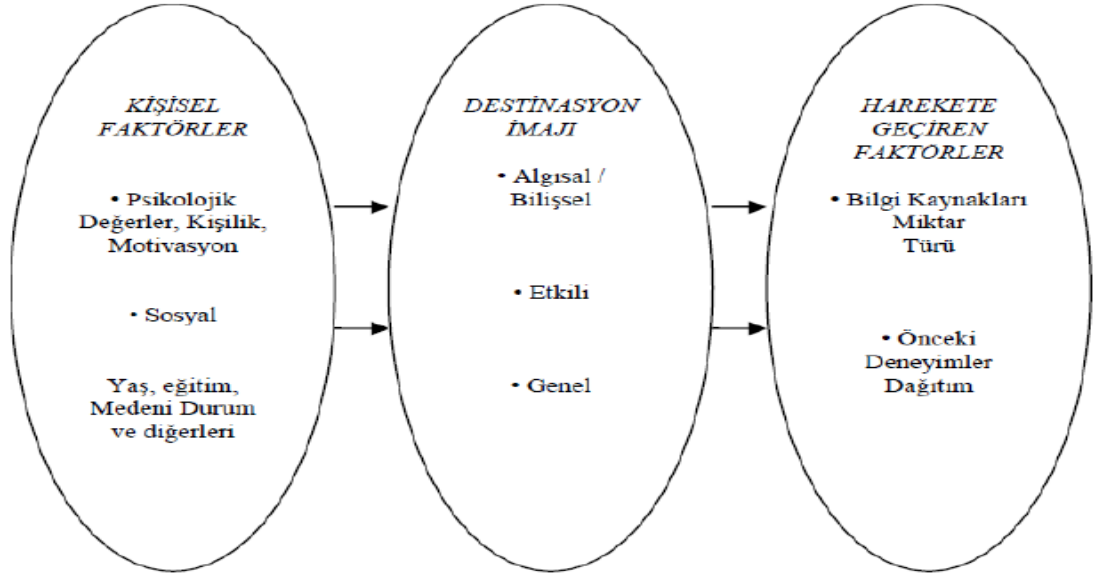 KİŞİSEL
FAKTÖRLER
• Psikolojik
Değerler, Kişilik,
Motivasyon
• Sosyal
Yaş, eğitim,
Medeni Durum
ve diğerleri
DESTİNASYON
İMAJI
• Algısal /
Bilişsel
• Etkili
• Genel
HAREKETE
GEÇİREN
FAKTÖRLER
• Bilgi Kaynakları
Miktar
Türü
• Önceki
Deneyimler
Dağıtım